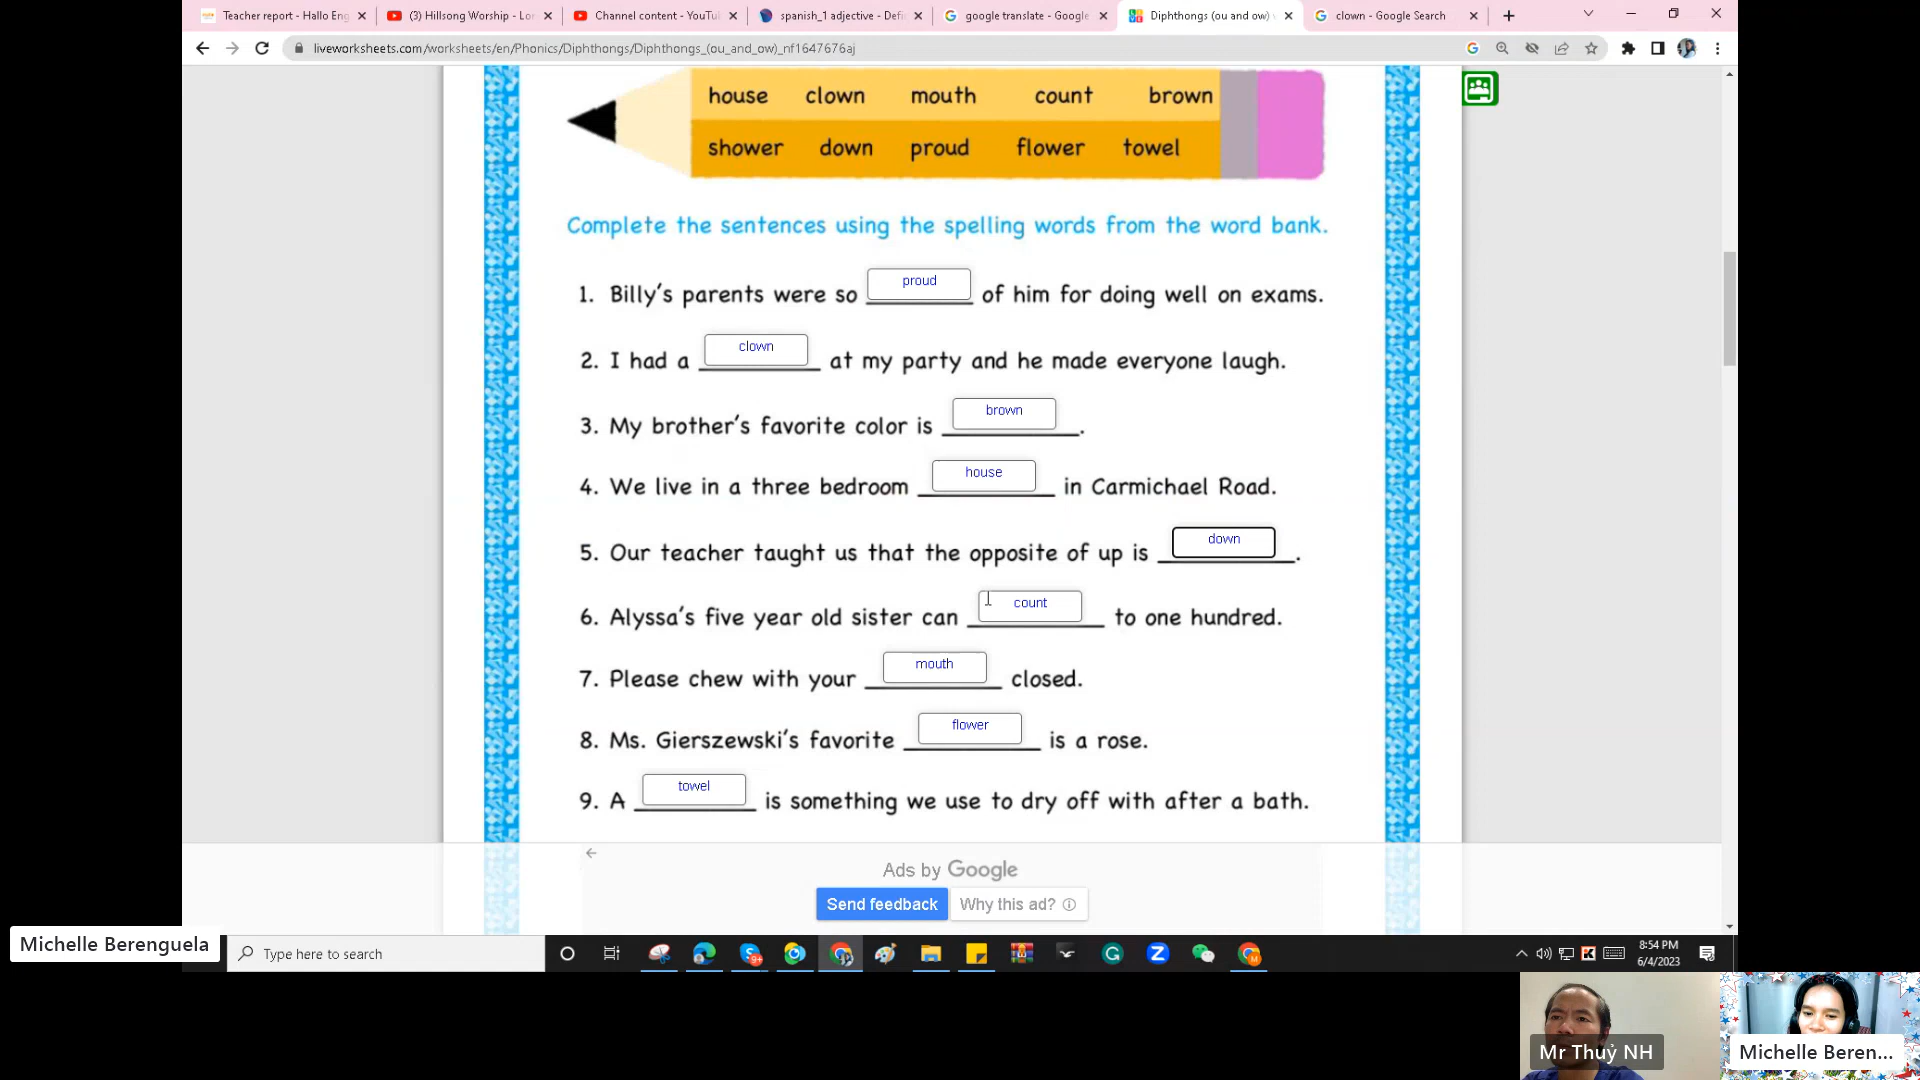 Teacher report - Hallo Eng
(3) Hillsong Worship - Lor
Channel content - YouTu
spanish_1 adjective - Defi
google translate - Google
Diphthongs (ou and ow)
clown - Google Search
liveworksheets.com/worksheets/en/Phonics/Diphthongs/Diphthongs_(ou_and_ow)_nf1647676aj
house clown mouth count brown
shower down proud flower towel
Complete the sentences using the spelling words from the word bank.
1. Billy's parents were so proud of him for doing well on exams.
2. I had a clown at my party and he made everyone laugh.
3. My brother's favorite color is brown.
4. We live in a three bedroom house in Carmichael Road.
5. Our teacher taught us that the opposite of up is down.
6. Alyssa's five year old sister can count to one hundred.
7. Please chew with your mouth closed.
8. Ms. Gierszewski's favorite flower is a rose.
9. A towel is something we use to dry off with after a bath.
Ads by Google
Send feedback Why this ad?
Michelle Berenguela
Type here to search
8:54 PM
6/4/2023
Mr Thuỷ NH
Michelle Beren...